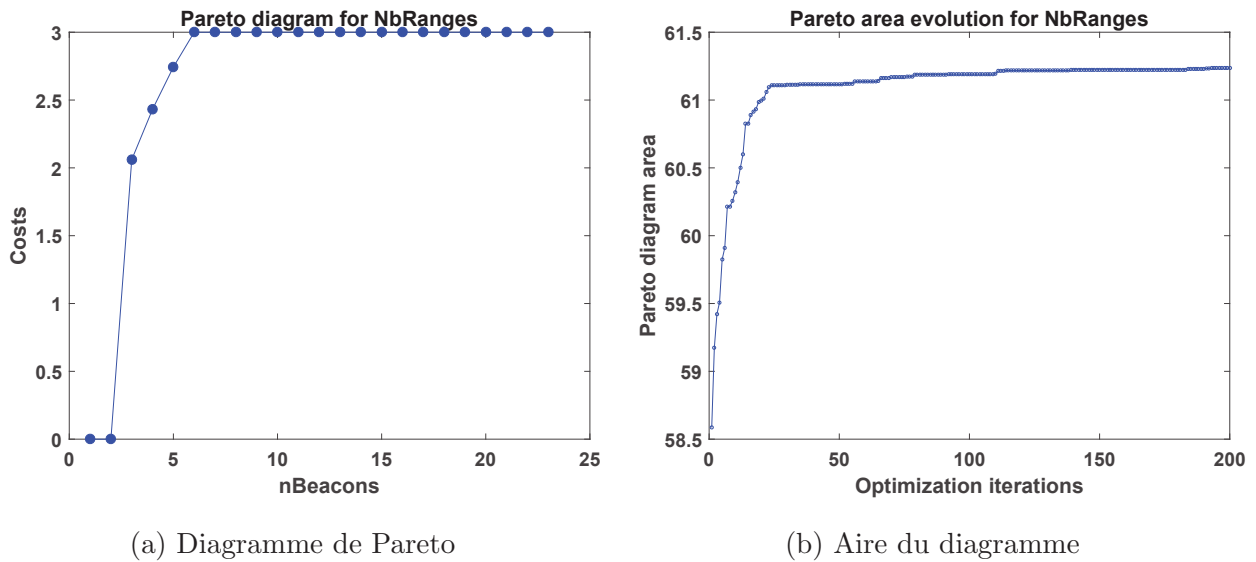 Pareto diagram for NbRanges
3
2.5
2
1.5
1
0.5
0
Costs
0 5 10 15 20 25
nBeacons
(a) Diagramme de Pareto
Pareto area evolution for NbRanges
61.5
61
60.5
60
59.5
59
58.5
Pareto diagram area
0 50 100 150 200
Optimization iterations
(b) Aire du diagramme